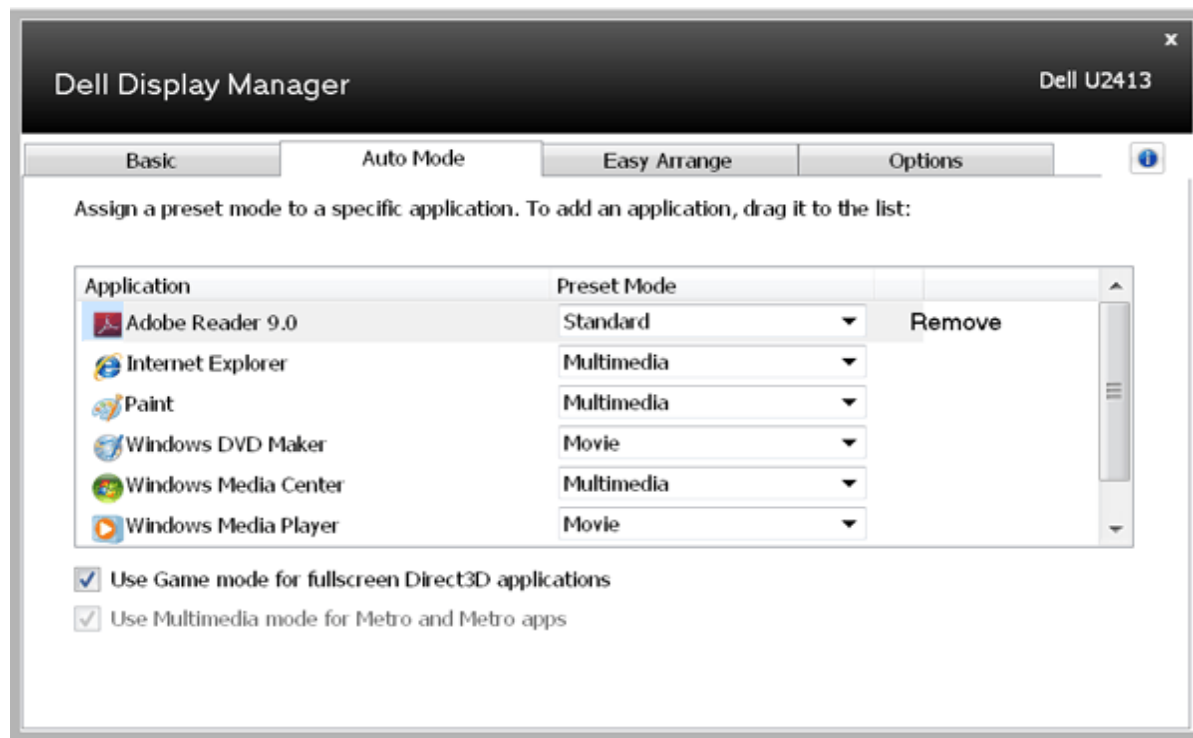 x
Dell Display Manager
Dell U2413
Basic Auto Mode Easy Arrange Options
Assign a preset mode to a specific application. To add an application, drag it to the list:
Application Preset Mode
Adobe Reader 9.0 Standard Remove
Internet Explorer Multimedia
Paint Multimedia
Windows DVD Maker Movie
Windows Media Center Multimedia
Windows Media Player Movie
Use Game mode for fullscreen Direct3D applications
Use Multimedia mode for Metro and Metro apps